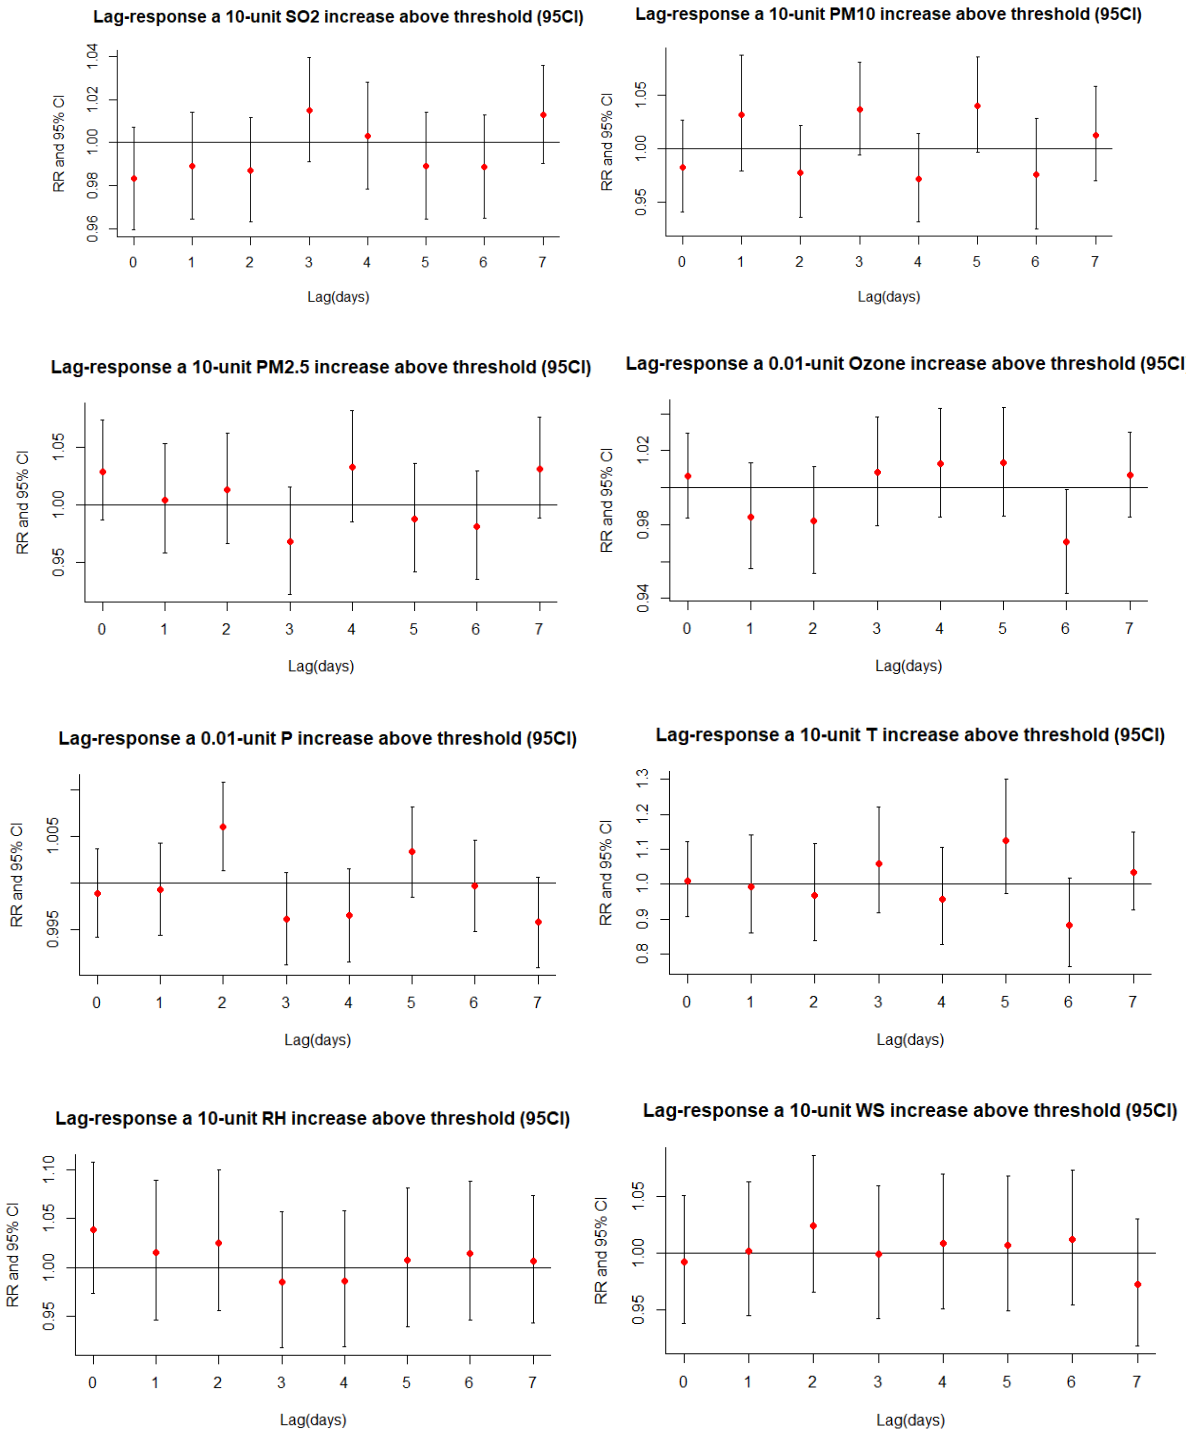 Lag-response a 10-unit SO2 increase above threshold (95CI)
RR and 95% CI
0.96 0.98 1.00 1.02 1.04
0 1 2 3 4 5 6 7
Lag(days)
Lag-response a 10-unit PM10 increase above threshold (95CI)
RR and 95% CI
0.95 1.00 1.05
0 1 2 3 4 5 6 7
Lag(days)
Lag-response a 10-unit PM2.5 increase above threshold (95CI)
RR and 95% CI
0.95 1.00 1.05
0 1 2 3 4 5 6 7
Lag(days)
Lag-response a 0.01-unit Ozone increase above threshold (95CI
RR and 95% CI
0.94 0.98 1.02
0 1 2 3 4 5 6 7
Lag(days)
Lag-response a 0.01-unit P increase above threshold (95CI)
RR and 95% CI
0.995 1.005
0 1 2 3 4 5 6 7
Lag(days)
Lag-response a 10-unit T increase above threshold (95CI)
RR and 95% CI
0.8 0.9 1.0 1.1 1.2 1.3
0 1 2 3 4 5 6 7
Lag(days)
Lag-response a 10-unit RH increase above threshold (95CI)
RR and 95% CI
0.95 1.00 1.05 1.10
0 1 2 3 4 5 6 7
Lag(days)
Lag-response a 10-unit WS increase above threshold (95CI)
RR and 95% CI
0.95 1.00 1.05
0 1 2 3 4 5 6 7
Lag(days)